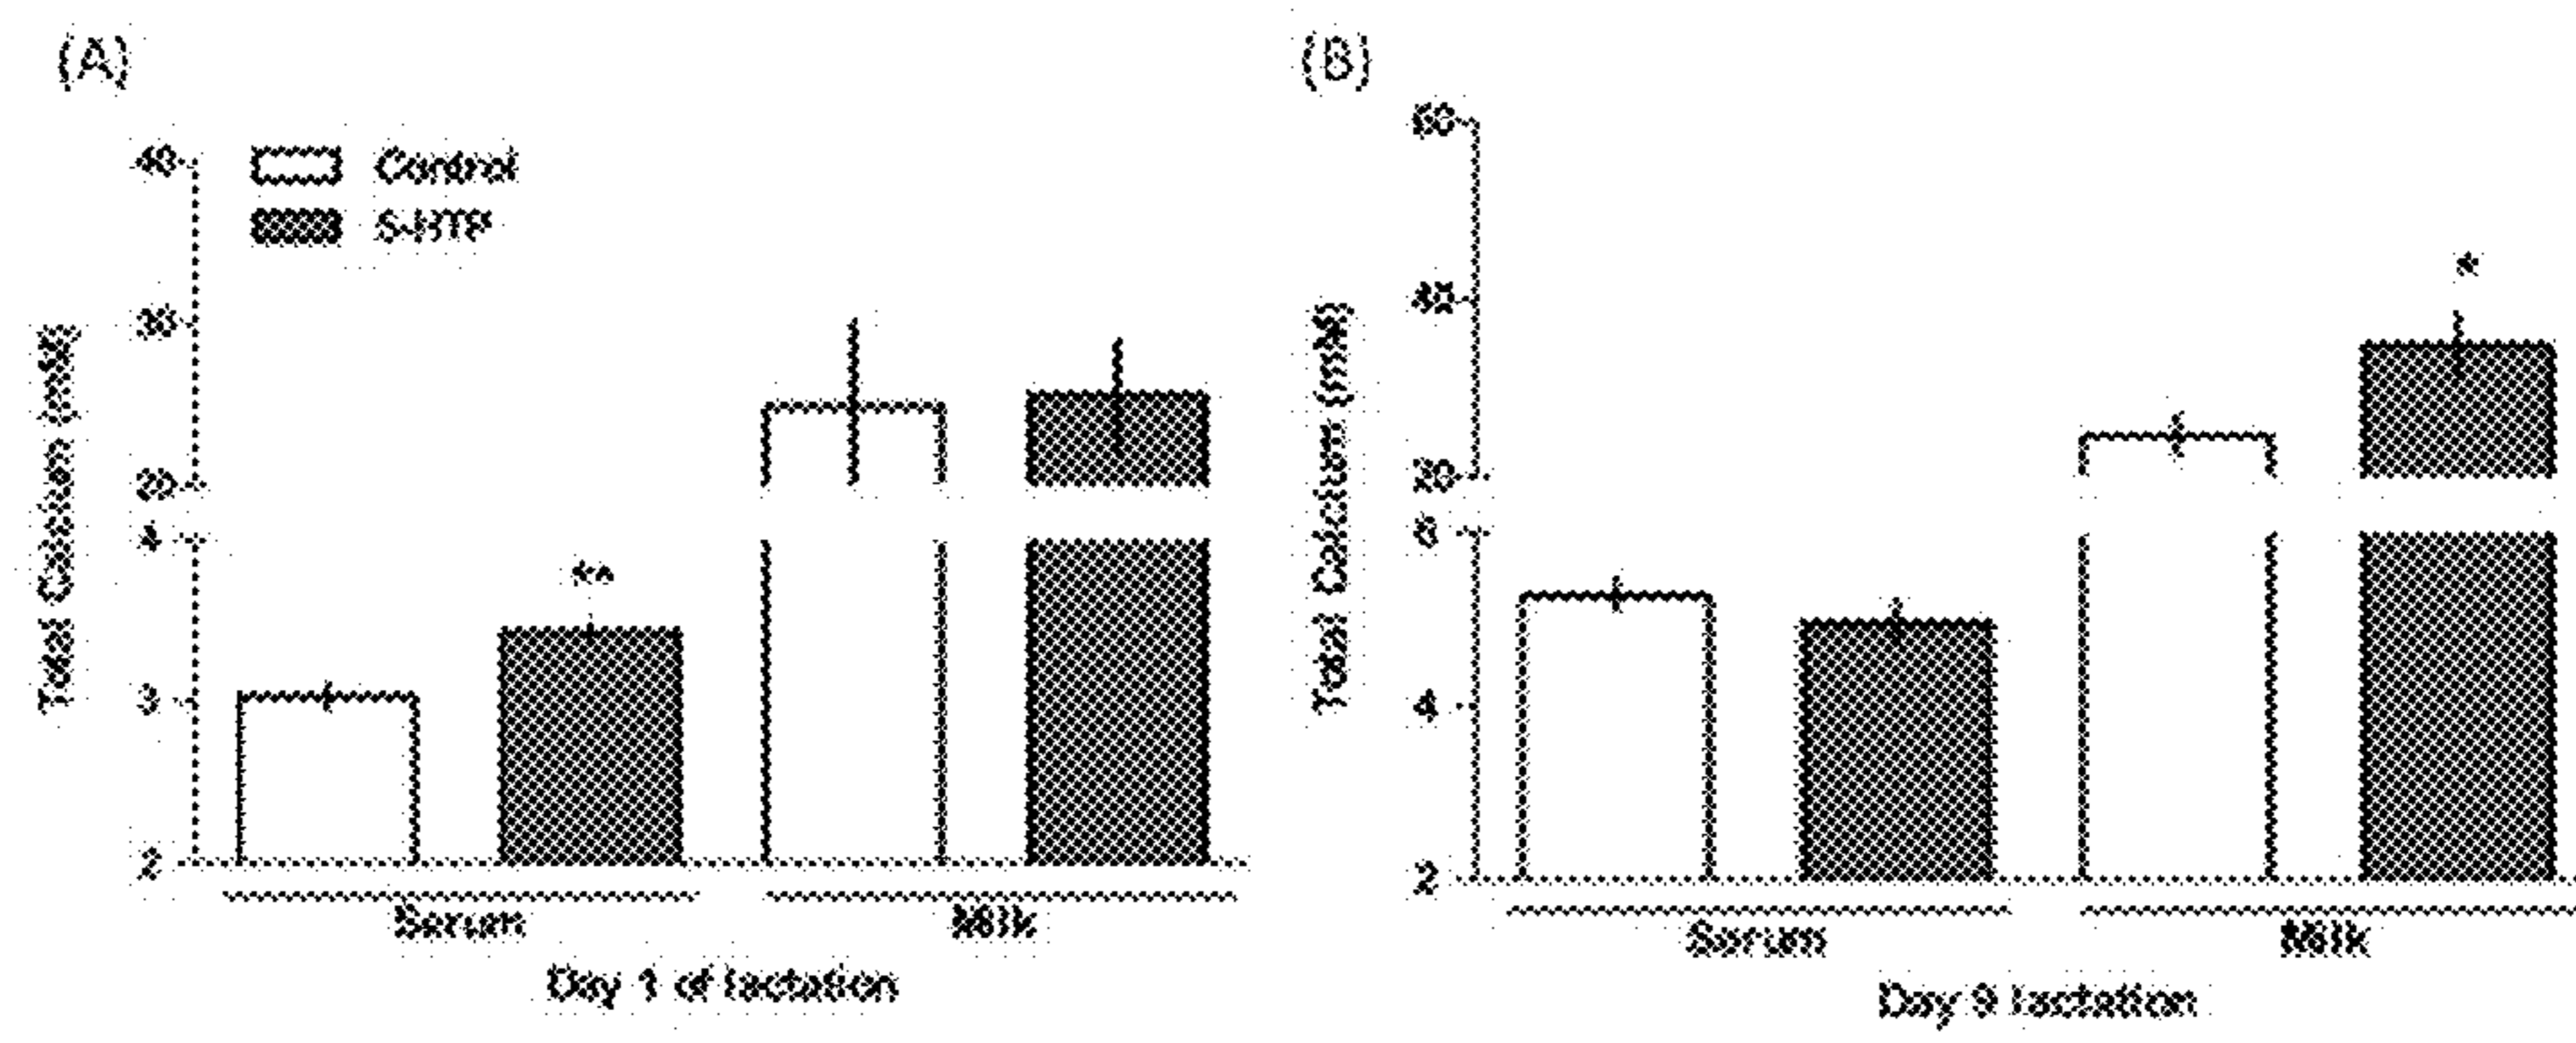 (A)
40
Control
5-HTP
30
Total Calcium (mM)
20
4
**
3
2
Serum
Milk
Day 1 of lactation
(B)
60
40
*
Total Calcium (mM)
20
6
4
2
Serum
Milk
Day 9 lactation